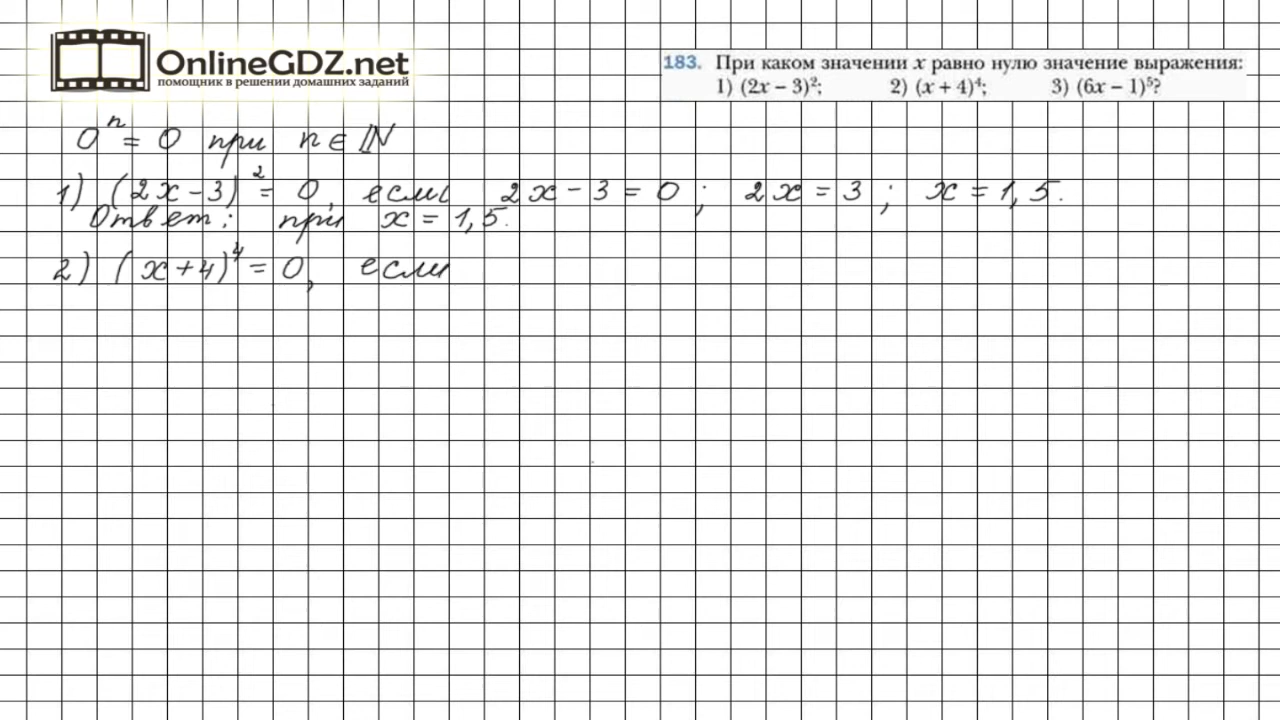 OnlineGDZ.net
помощник в решении домашних заданий
183. При каком значении x равно нулю значение выражения:
1) (2x − 3)²; 2) (x + 4)⁴; 3) (6x − 1)⁵?
0ⁿ = 0 при n ∈ ℕ
1) (2x − 3)² = 0, если 2x − 3 = 0 ; 2x = 3 ; x = 1,5.
Ответ: при x = 1,5.
2) (x + 4)⁴ = 0, если